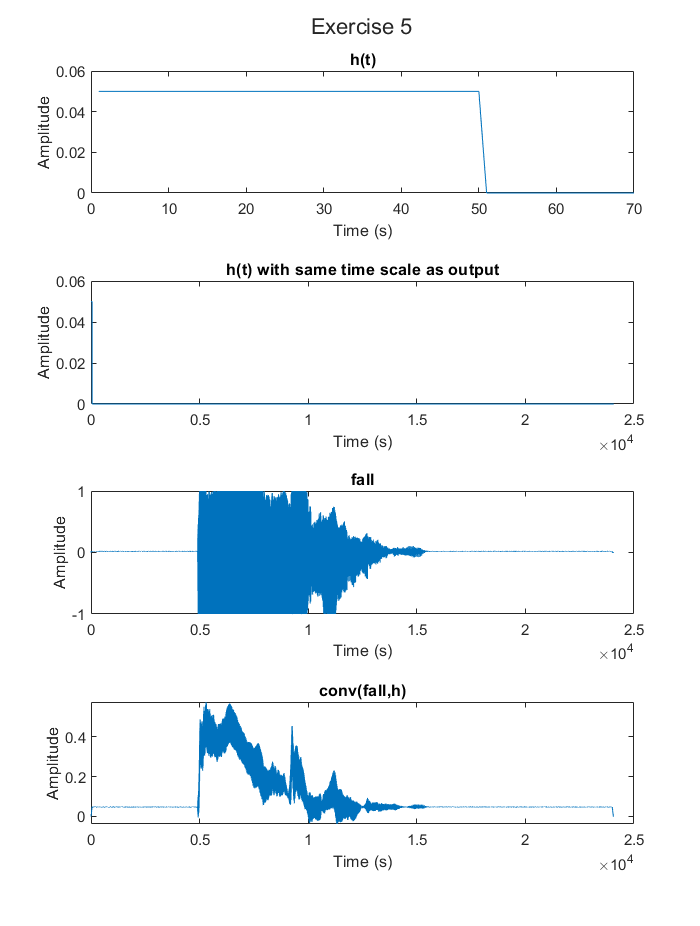 Exercise 5
h(t)
0.06
0.04
0.02
0
Amplitude
0 10 20 30 40 50 60 70
Time (s)
h(t) with same time scale as output
0.06
0.04
0.02
0
Amplitude
0 0.5 1 1.5 2 2.5
Time (s)
×10^4
fall
1
0
-1
Amplitude
0 0.5 1 1.5 2 2.5
Time (s)
×10^4
conv(fall,h)
0.4
0.2
0
Amplitude
0 0.5 1 1.5 2 2.5
Time (s)
×10^4